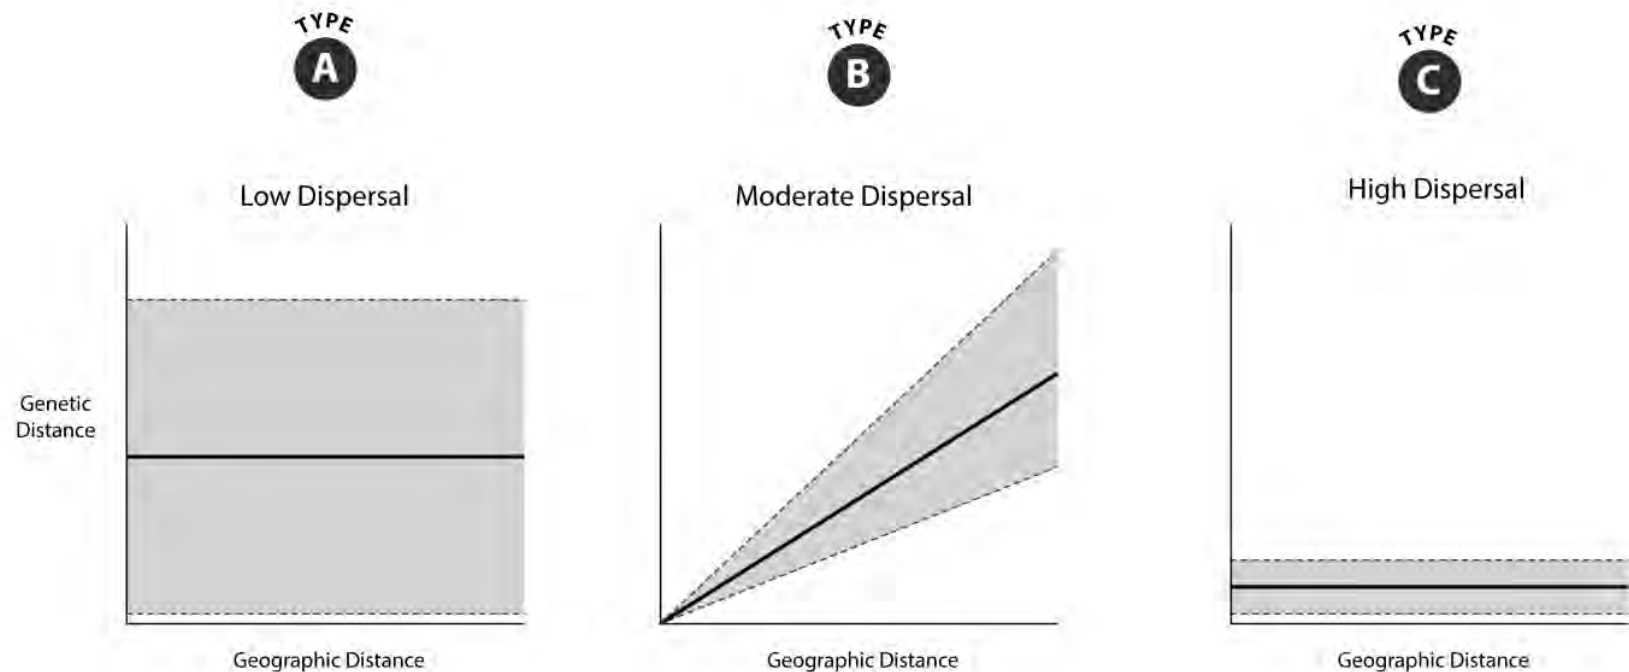 TYPE
A
Low Dispersal
Genetic
Distance
Geographic Distance
TYPE
B
Moderate Dispersal
Geographic Distance
TYPE
C
High Dispersal
Geographic Distance